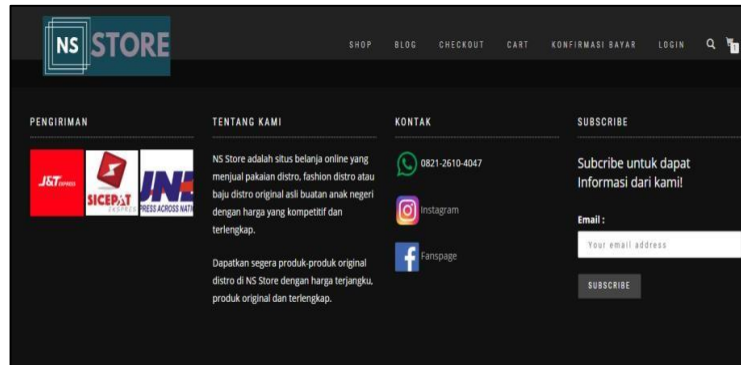 NS STORE
SHOP BLOG CHECKOUT CART KONFIRMASI BAYAR LOGIN 1
PENGIRIMAN
J&T EXPRESS
SICEPAT
EKSPRES
JNE
PRESS ACROSS NATI
TENTANG KAMI
NS Store adalah situs belanja online yang
menjual pakaian distro, fashion distro atau
baju distro original asli buatan anak negeri
dengan harga yang kompetitif dan
terlengkap.
Dapatkan segera produk-produk original
distro di NS Store dengan harga terjangku,
produk original dan terlengkap.
KONTAK
0821-2610-4047
Instagram
Fanspage
SUBSCRIBE
Subcribe untuk dapat
Informasi dari kami!
Email :
Your email address
SUBSCRIBE